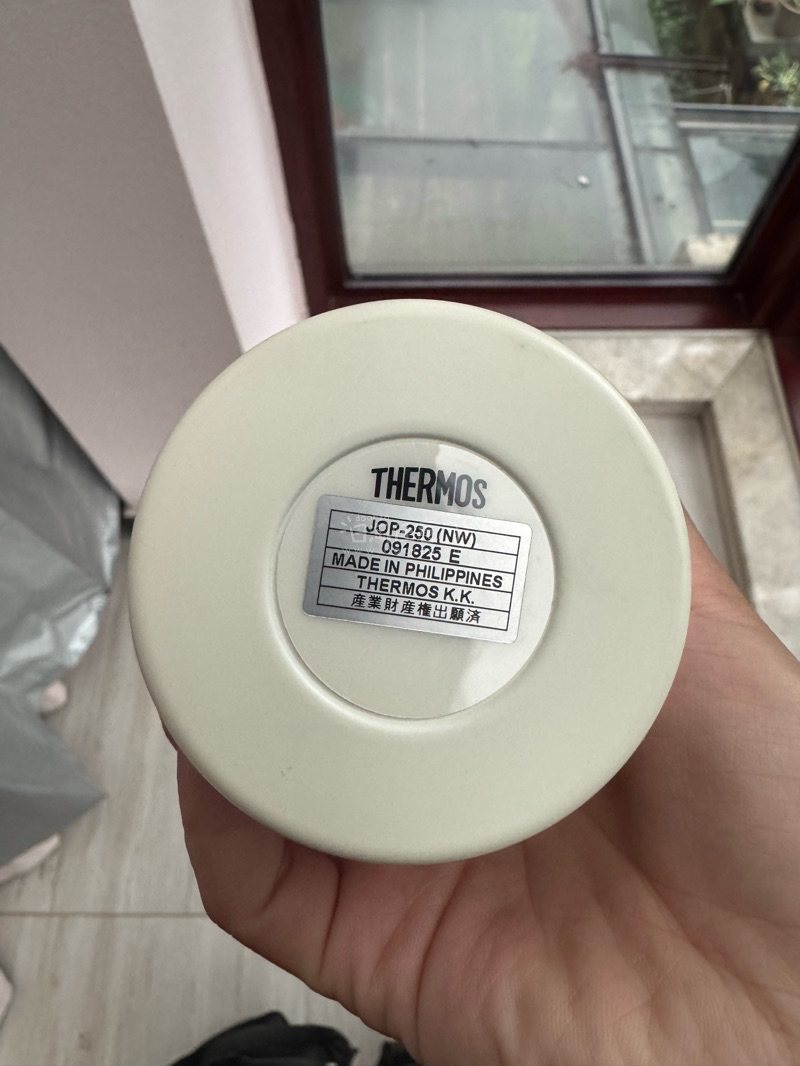 THERMOS
JOP-250 (NW)
091825 E
MADE IN PHILIPPINES
THERMOS K.K.
産業財産権出願済